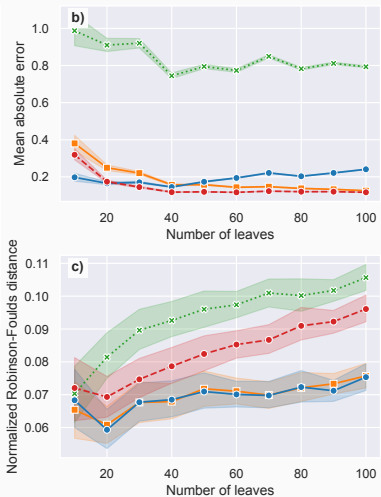 b)
Mean absolute error
1.0
0.8
0.6
0.4
0.2
20 40 60 80 100
Number of leaves
c)
Normalized Robinson-Foulds distance
0.11
0.10
0.09
0.08
0.07
0.06
20 40 60 80 100
Number of leaves